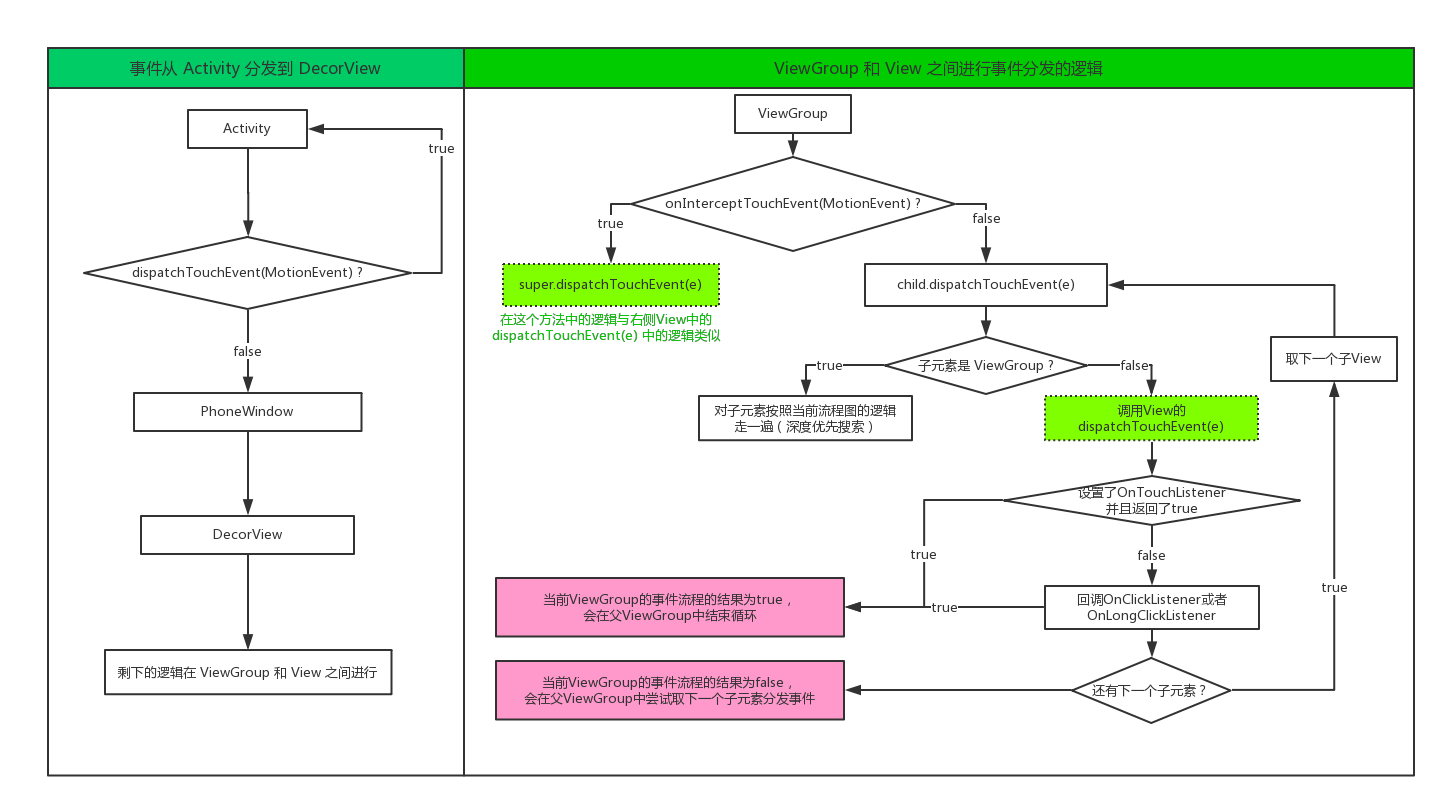 事件从 Activity 分发到 DecorView
Activity
true
dispatchTouchEvent(MotionEvent) ?
false
PhoneWindow
DecorView
剩下的逻辑在 ViewGroup 和 View 之间进行
ViewGroup 和 View 之间进行事件分发的逻辑
ViewGroup
onInterceptTouchEvent(MotionEvent) ?
true
false
super.dispatchTouchEvent(e)
在这个方法中的逻辑与右侧View中的
dispatchTouchEvent(e) 中的逻辑类似
child.dispatchTouchEvent(e)
子元素是 ViewGroup ?
true
false
取下一个子View
对子元素按照当前流程图的逻辑
走一遍（深度优先搜索）
调用View的
dispatchTouchEvent(e)
设置了OnTouchListener
并且返回了true
true
false
true
当前ViewGroup的事件流程的结果为true，
会在父ViewGroup中结束循环
true
回调OnClickListener或者
OnLongClickListener
当前ViewGroup的事件流程的结果为false，
会在父ViewGroup中尝试取下一个子元素分发事件
还有下一个子元素？